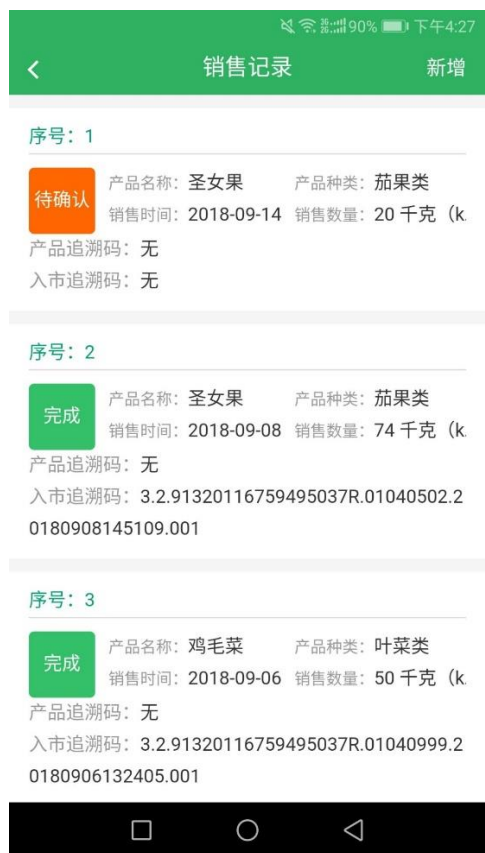 90% 下午4:27
销售记录 新增
序号：1
待确认 产品名称：圣女果 产品种类：茄果类
销售时间：2018-09-14 销售数量：20 千克（k
产品追溯码：无
入市追溯码：无
序号：2
完成 产品名称：圣女果 产品种类：茄果类
销售时间：2018-09-08 销售数量：74 千克（k
产品追溯码：无
入市追溯码：3.2.91320116759495037R.01040502.2
0180908145109.001
序号：3
完成 产品名称：鸡毛菜 产品种类：叶菜类
销售时间：2018-09-06 销售数量：50 千克（k
产品追溯码：无
入市追溯码：3.2.91320116759495037R.01040999.2
0180906132405.001